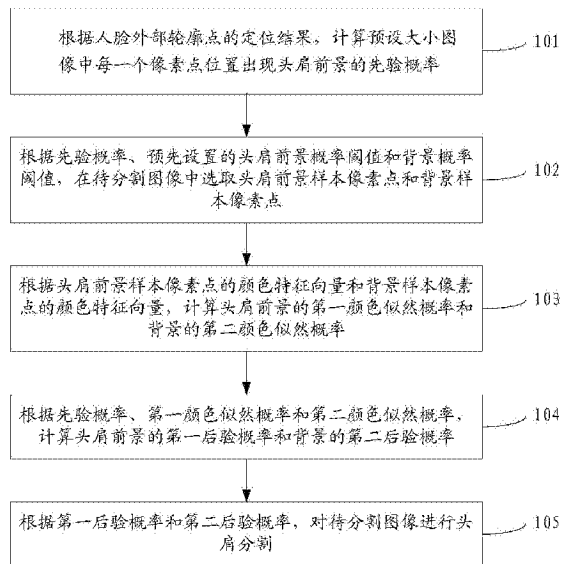 根据人脸外部轮廓点的定位结果，计算预设大小图
像中每一个像素点位置出现头肩前景的先验概率
101
根据先验概率、预先设置的头肩前景概率阈值和背景概率
阈值，在待分割图像中选取头肩前景样本像素点和背景样
本像素点
102
根据头肩前景样本像素点的颜色特征向量和背景样本像素
点的颜色特征向量，计算头肩前景的第一颜色似然概率和
背景的第二颜色似然概率
103
根据先验概率、第一颜色似然概率和第二颜色似然概率，
计算头肩前景的第一后验概率和背景的第二后验概率
104
根据第一后验概率和第二后验概率，对待分割图像进行头
肩分割
105